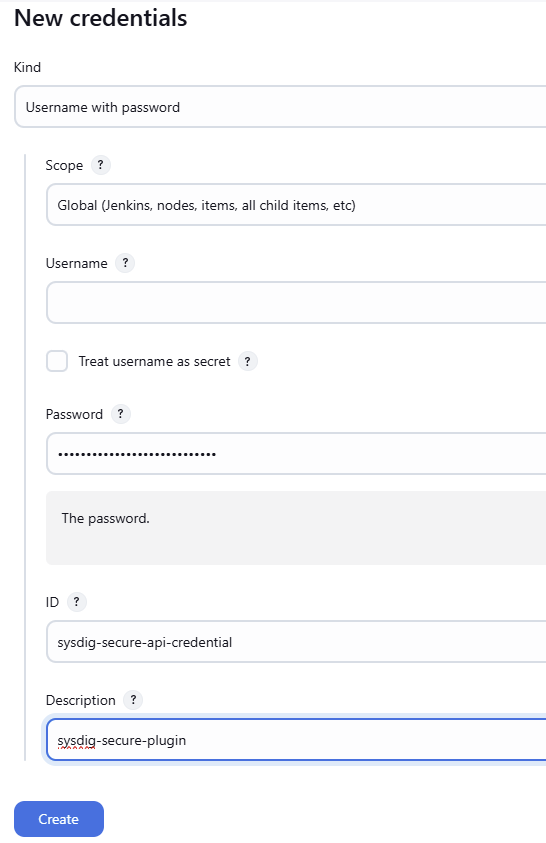 New credentials
Kind
Username with password
Scope ?
Global (Jenkins, nodes, items, all child items, etc)
Username ?
Treat username as secret ?
Password ?
••••••••••••••••••••••••••••
The password.
ID ?
sysdig-secure-api-credential
Description ?
sysdig-secure-plugin
Create